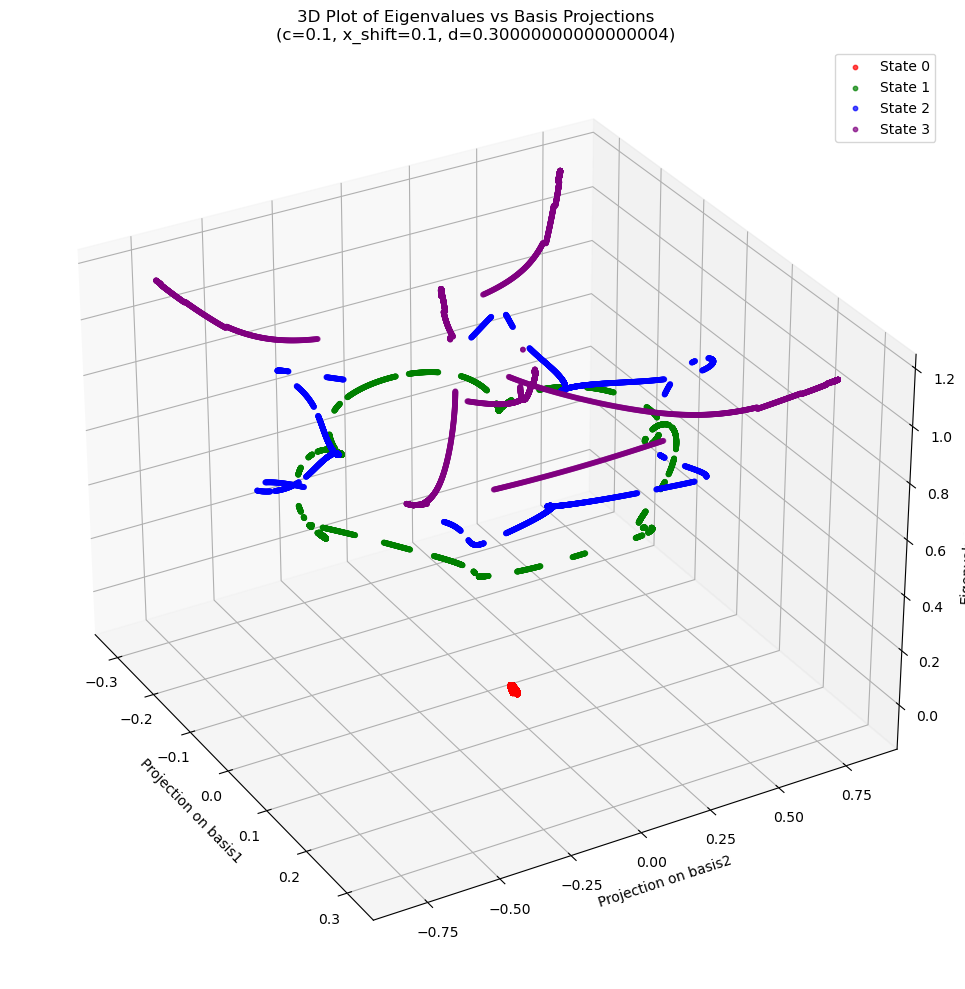 3D Plot of Eigenvalues vs Basis Projections
(c=0.1, x_shift=0.1, d=0.30000000000000004)
State 0
State 1
State 2
State 3
1.2
1.0
0.8
0.6
0.4
0.2
0.0
−0.3
−0.2
−0.1
0.0
0.1
0.2
0.3
Projection on basis1
−0.75
−0.50
−0.25
0.00
0.25
0.50
0.75
Projection on basis2